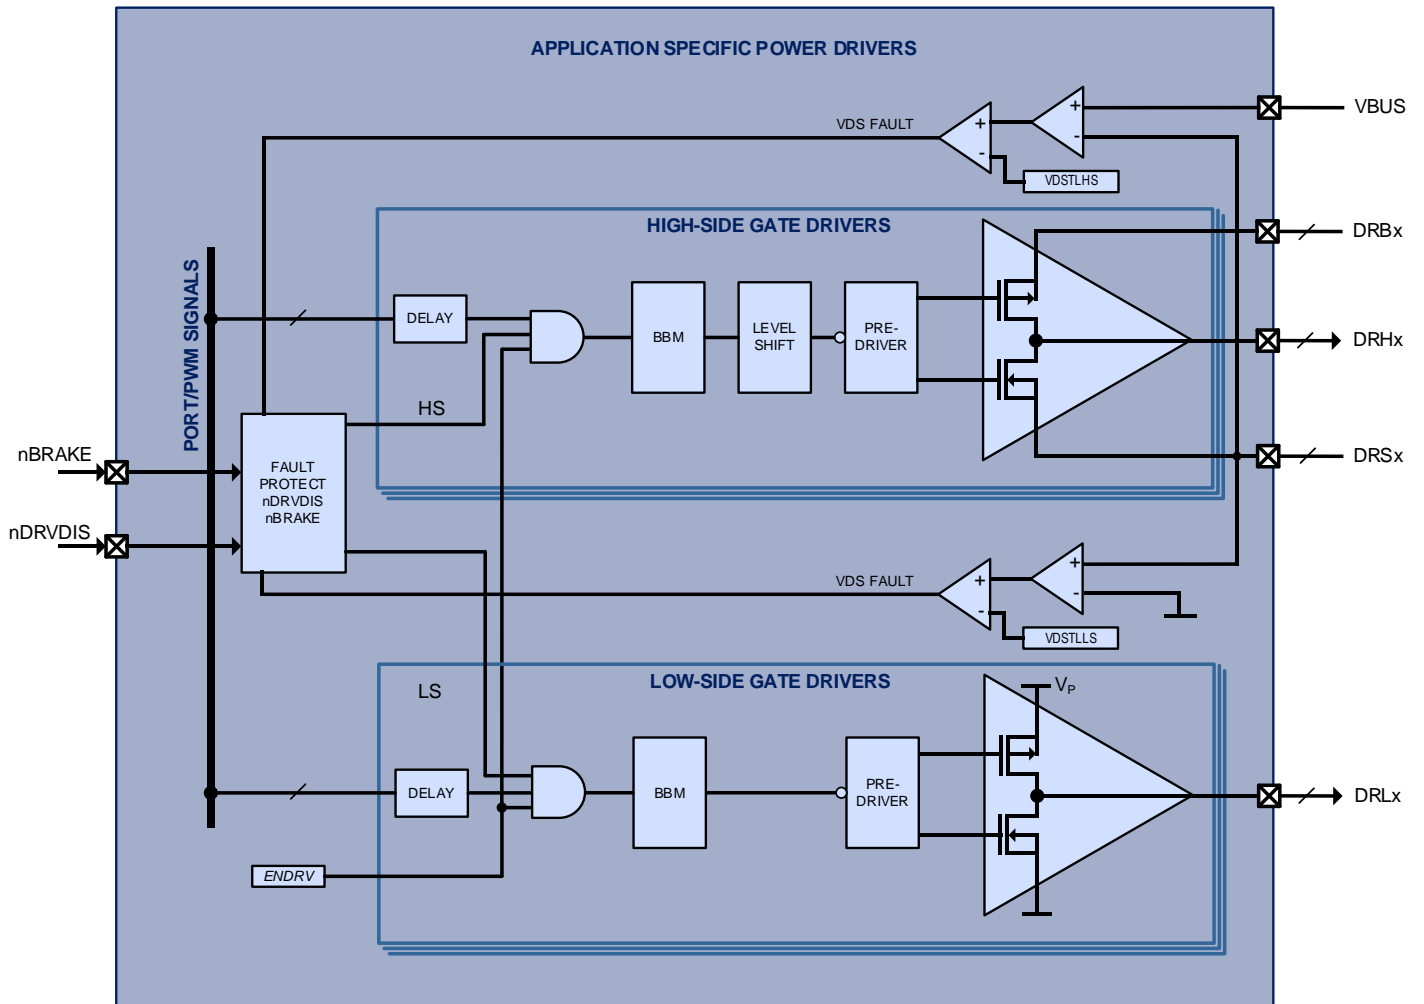 APPLICATION SPECIFIC POWER DRIVERS
VBUS
VDS FAULT
+
-
+
-
VDSTLHS
HIGH-SIDE GATE DRIVERS
DRBx
PORT/PWM SIGNALS
DELAY
BBM
LEVEL
SHIFT
PRE-
DRIVER
DRHx
HS
nBRAKE
FAULT
PROTECT
nDRVDIS
nBRAKE
DRSx
nDRVDIS
VDS FAULT
+
-
+
-
VDSTLLS
LOW-SIDE GATE DRIVERS
LS
VP
DELAY
BBM
PRE-
DRIVER
DRLx
ENDRV